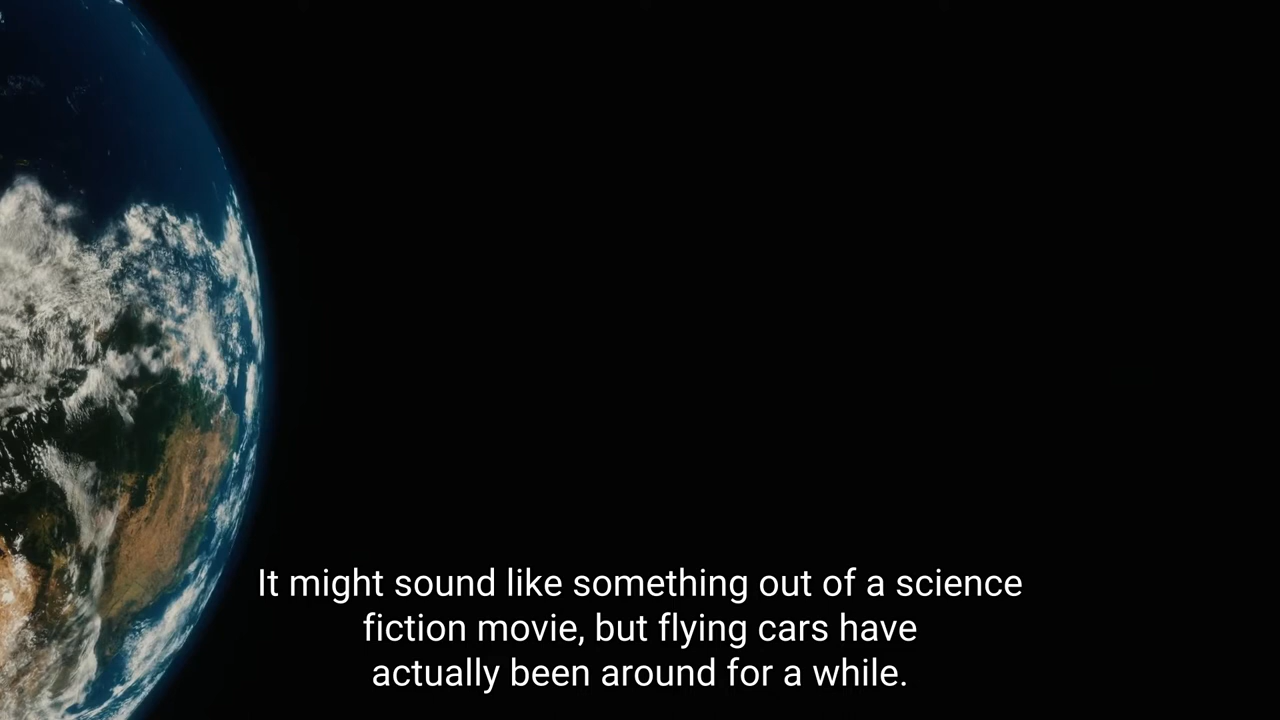 It might sound like something out of a science
fiction movie, but flying cars have
actually been around for a while.